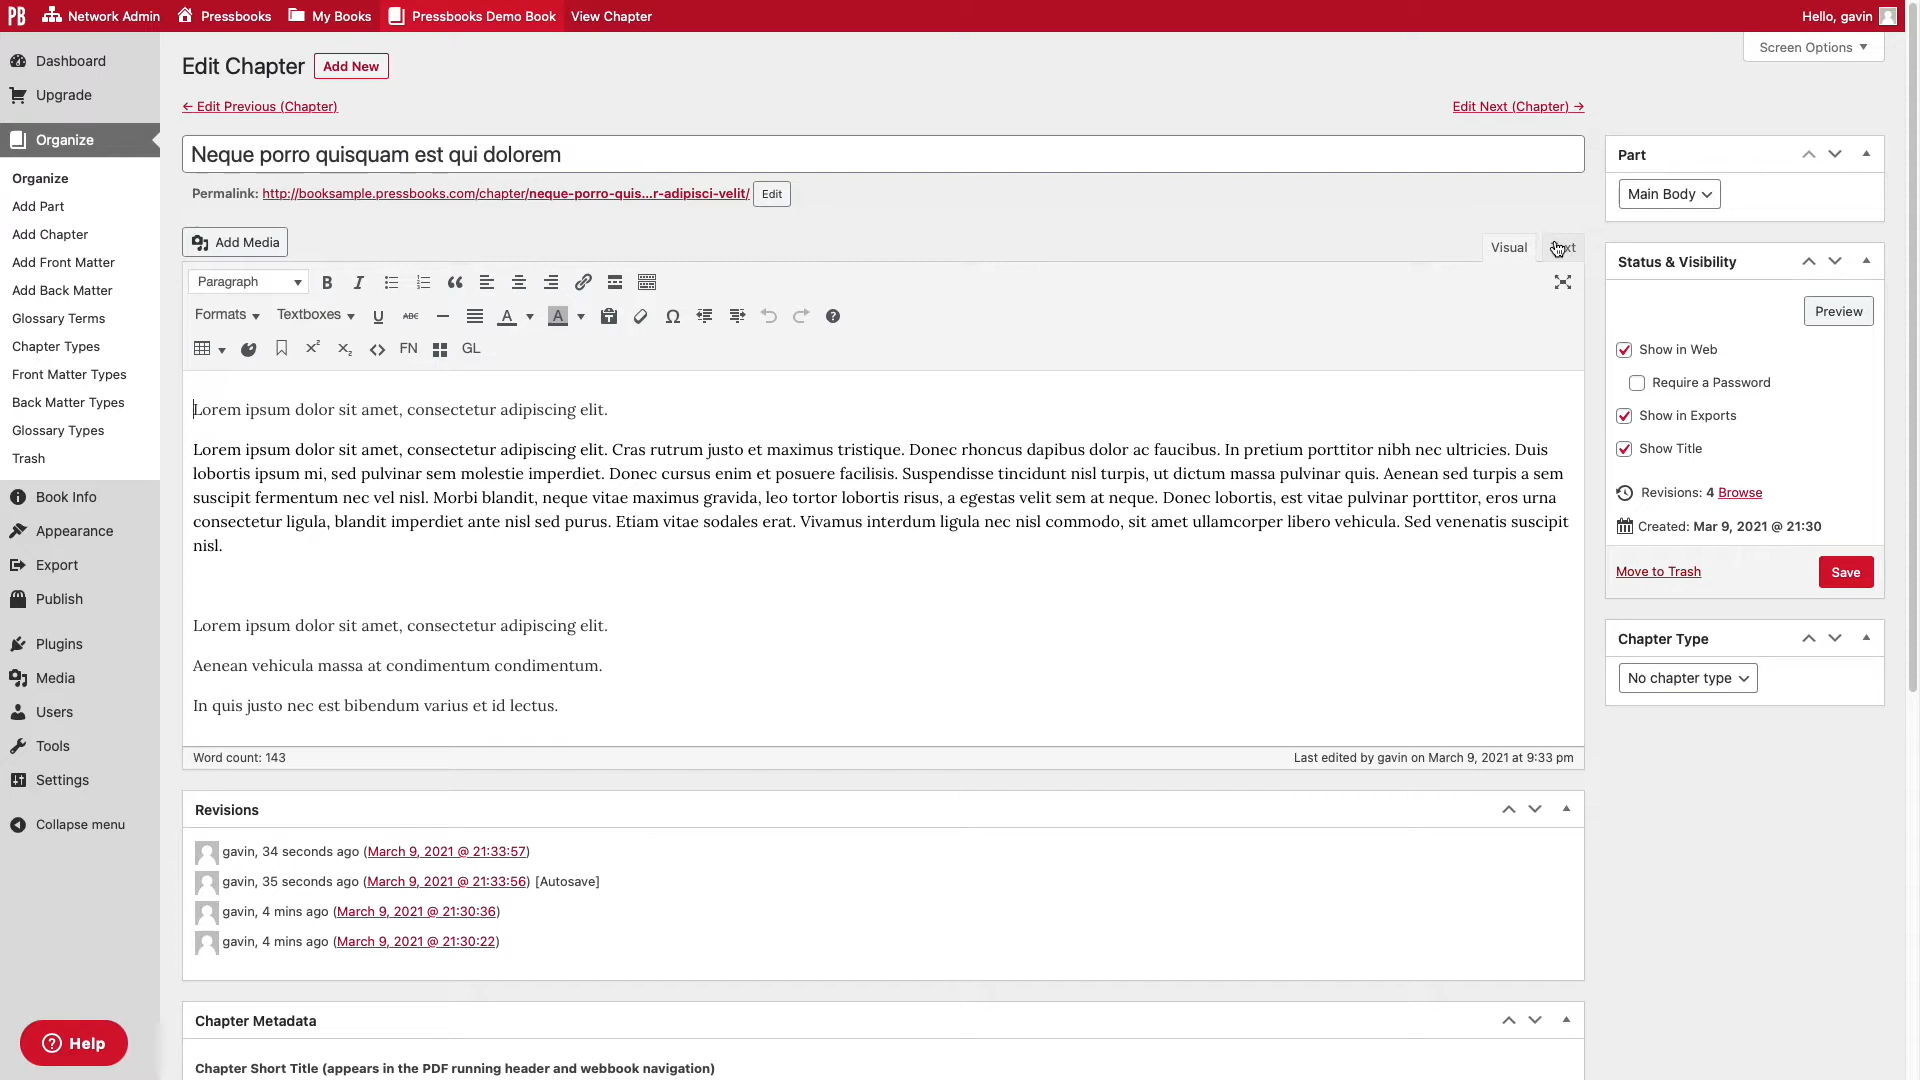 Network Admin
Pressbooks
My Books
Pressbooks Demo Book
View Chapter
Hello, gavin
Screen Options
Dashboard
Upgrade
Organize
Organize
Add Part
Add Chapter
Add Front Matter
Add Back Matter
Glossary Terms
Chapter Types
Front Matter Types
Back Matter Types
Glossary Types
Trash
Book Info
Appearance
Export
Publish
Plugins
Media
Users
Tools
Settings
Collapse menu
Help
Edit Chapter
Add New
← Edit Previous (Chapter)
Edit Next (Chapter) →
Neque porro quisquam est qui dolorem
Permalink: http://booksample.pressbooks.com/chapter/neque-porro-quis...r-adipisci-velit/ Edit
Add Media
Visual
Paragraph
Formats
Textboxes
FN
GL
Lorem ipsum dolor sit amet, consectetur adipiscing elit.
Lorem ipsum dolor sit amet, consectetur adipiscing elit. Cras rutrum justo et maximus tristique. Donec rhoncus dapibus dolor ac faucibus. In pretium porttitor nibh nec ultricies. Duis
lobortis ipsum mi, sed pulvinar sem molestie imperdiet. Donec cursus enim et posuere facilisis. Suspendisse tincidunt nisl turpis, ut dictum massa pulvinar quis. Aenean sed turpis a sem
suscipit fermentum nec vel nisl. Morbi blandit, neque vitae maximus gravida, leo tortor lobortis risus, a egestas velit sem at neque. Donec lobortis, est vitae pulvinar porttitor, eros urna
consectetur ligula, blandit imperdiet ante nisl sed purus. Etiam vitae sodales erat. Vivamus interdum ligula nec nisl commodo, sit amet ullamcorper libero vehicula. Sed venenatis suscipit
nisl.
Lorem ipsum dolor sit amet, consectetur adipiscing elit.
Aenean vehicula massa at condimentum condimentum.
In quis justo nec est bibendum varius et id lectus.
Word count: 143
Last edited by gavin on March 9, 2021 at 9:33 pm
Revisions
gavin, 34 seconds ago (March 9, 2021 @ 21:33:57)
gavin, 35 seconds ago (March 9, 2021 @ 21:33:56) [Autosave]
gavin, 4 mins ago (March 9, 2021 @ 21:30:36)
gavin, 4 mins ago (March 9, 2021 @ 21:30:22)
Chapter Metadata
Chapter Short Title (appears in the PDF running header and webbook navigation)
Part
Main Body
Status & Visibility
Preview
Show in Web
Require a Password
Show in Exports
Show Title
Revisions: 4 Browse
Created: Mar 9, 2021 @ 21:30
Move to Trash
Save
Chapter Type
No chapter type